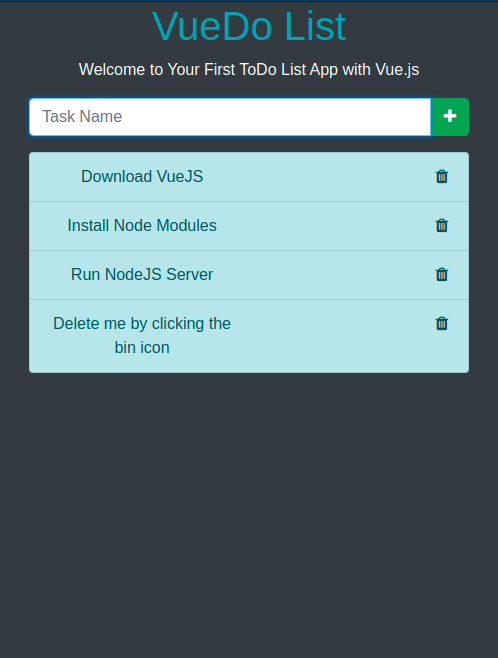 VueDo List
Welcome to Your First ToDo List App with Vue.js
Task Name
Download VueJS
Install Node Modules
Run NodeJS Server
Delete me by clicking the
bin icon